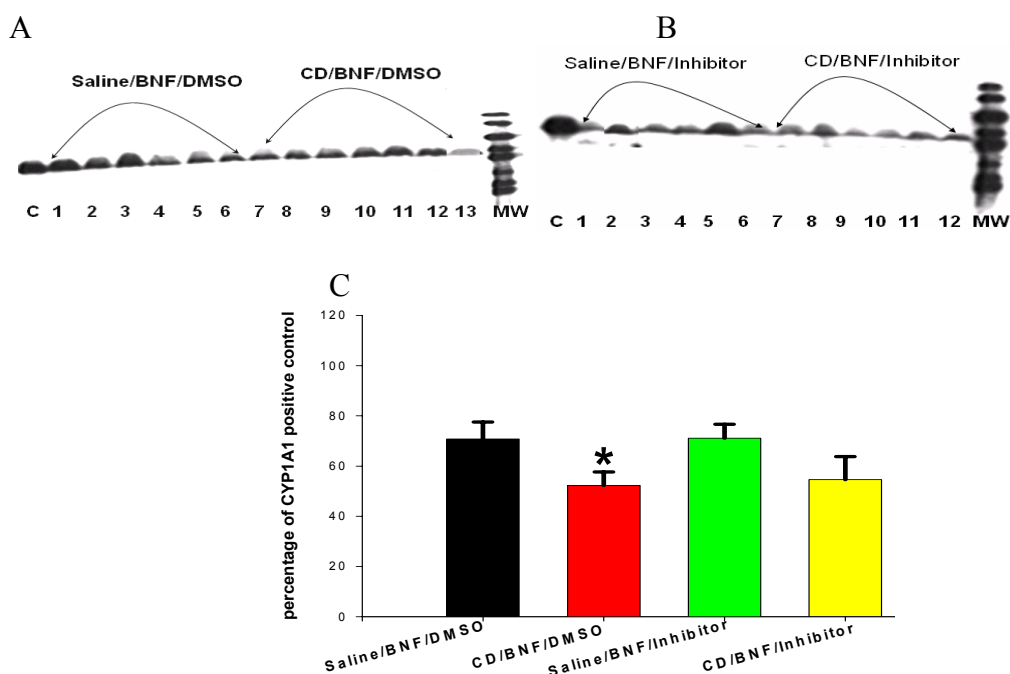 A
B
Saline/BNF/DMSO
CD/BNF/DMSO
Saline/BNF/Inhibitor
CD/BNF/Inhibitor
C 1 2 3 4 5 6 7 8 9 10 11 12 13 MW
C 1 2 3 4 5 6 7 8 9 10 11 12 MW
C
percentage of CYP1A1 positive control
120
100
80
60
40
20
0
*
Saline/BNF/DMSO
CD/BNF/DMSO
Saline/BNF/Inhibitor
CD/BNF/Inhibitor